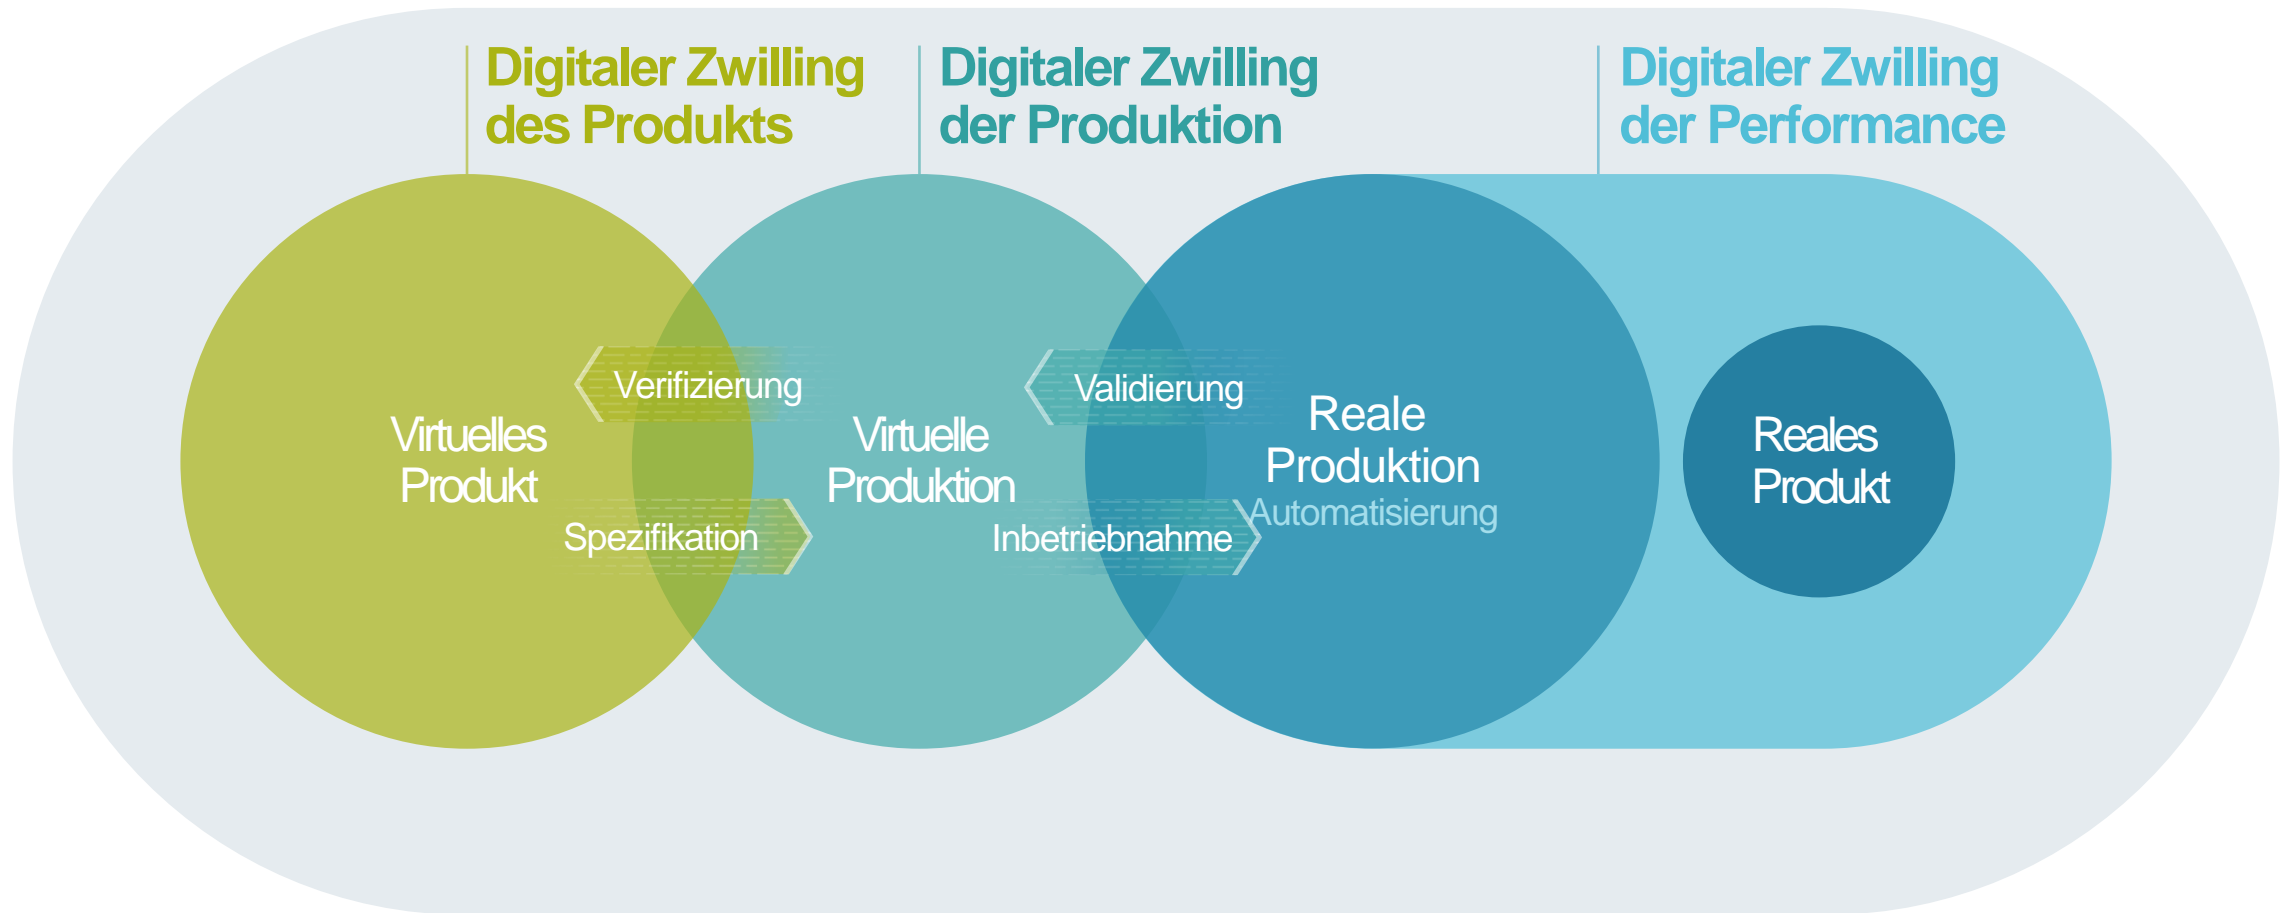 Digitaler Zwilling
des Produkts
Digitaler Zwilling
der Produktion
Digitaler Zwilling
der Performance
Virtuelles
Produkt
Verifizierung
Spezifikation
Virtuelle
Produktion
Validierung
Inbetriebnahme
Reale
Produktion
Automatisierung
Reales
Produkt